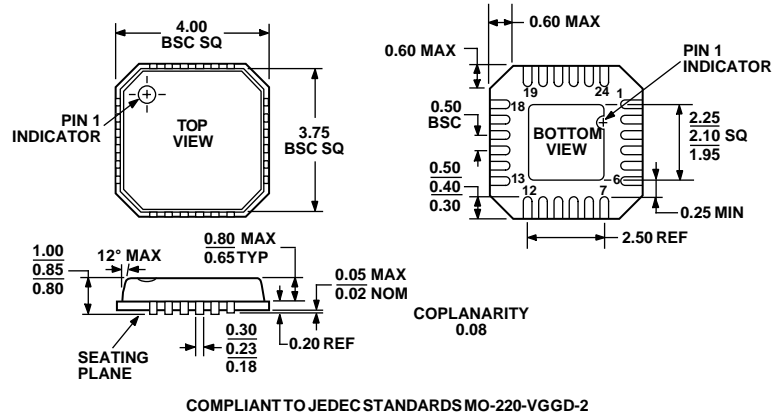 4.00
BSC SQ
PIN 1
INDICATOR
TOP
VIEW
3.75
BSC SQ
0.60 MAX
0.60 MAX
PIN 1
INDICATOR
19
24
1
18
0.50
BSC
BOTTOM
VIEW
2.25
2.10 SQ
1.95
13
12
7
6
0.50
0.40
0.30
0.25 MIN
2.50 REF
1.00
0.85
0.80
12° MAX
0.80 MAX
0.65 TYP
0.05 MAX
0.02 NOM
0.20 REF
COPLANARITY
0.08
SEATING
PLANE
0.30
0.23
0.18
COMPLIANT TO JEDEC STANDARDS MO-220-VGGD-2